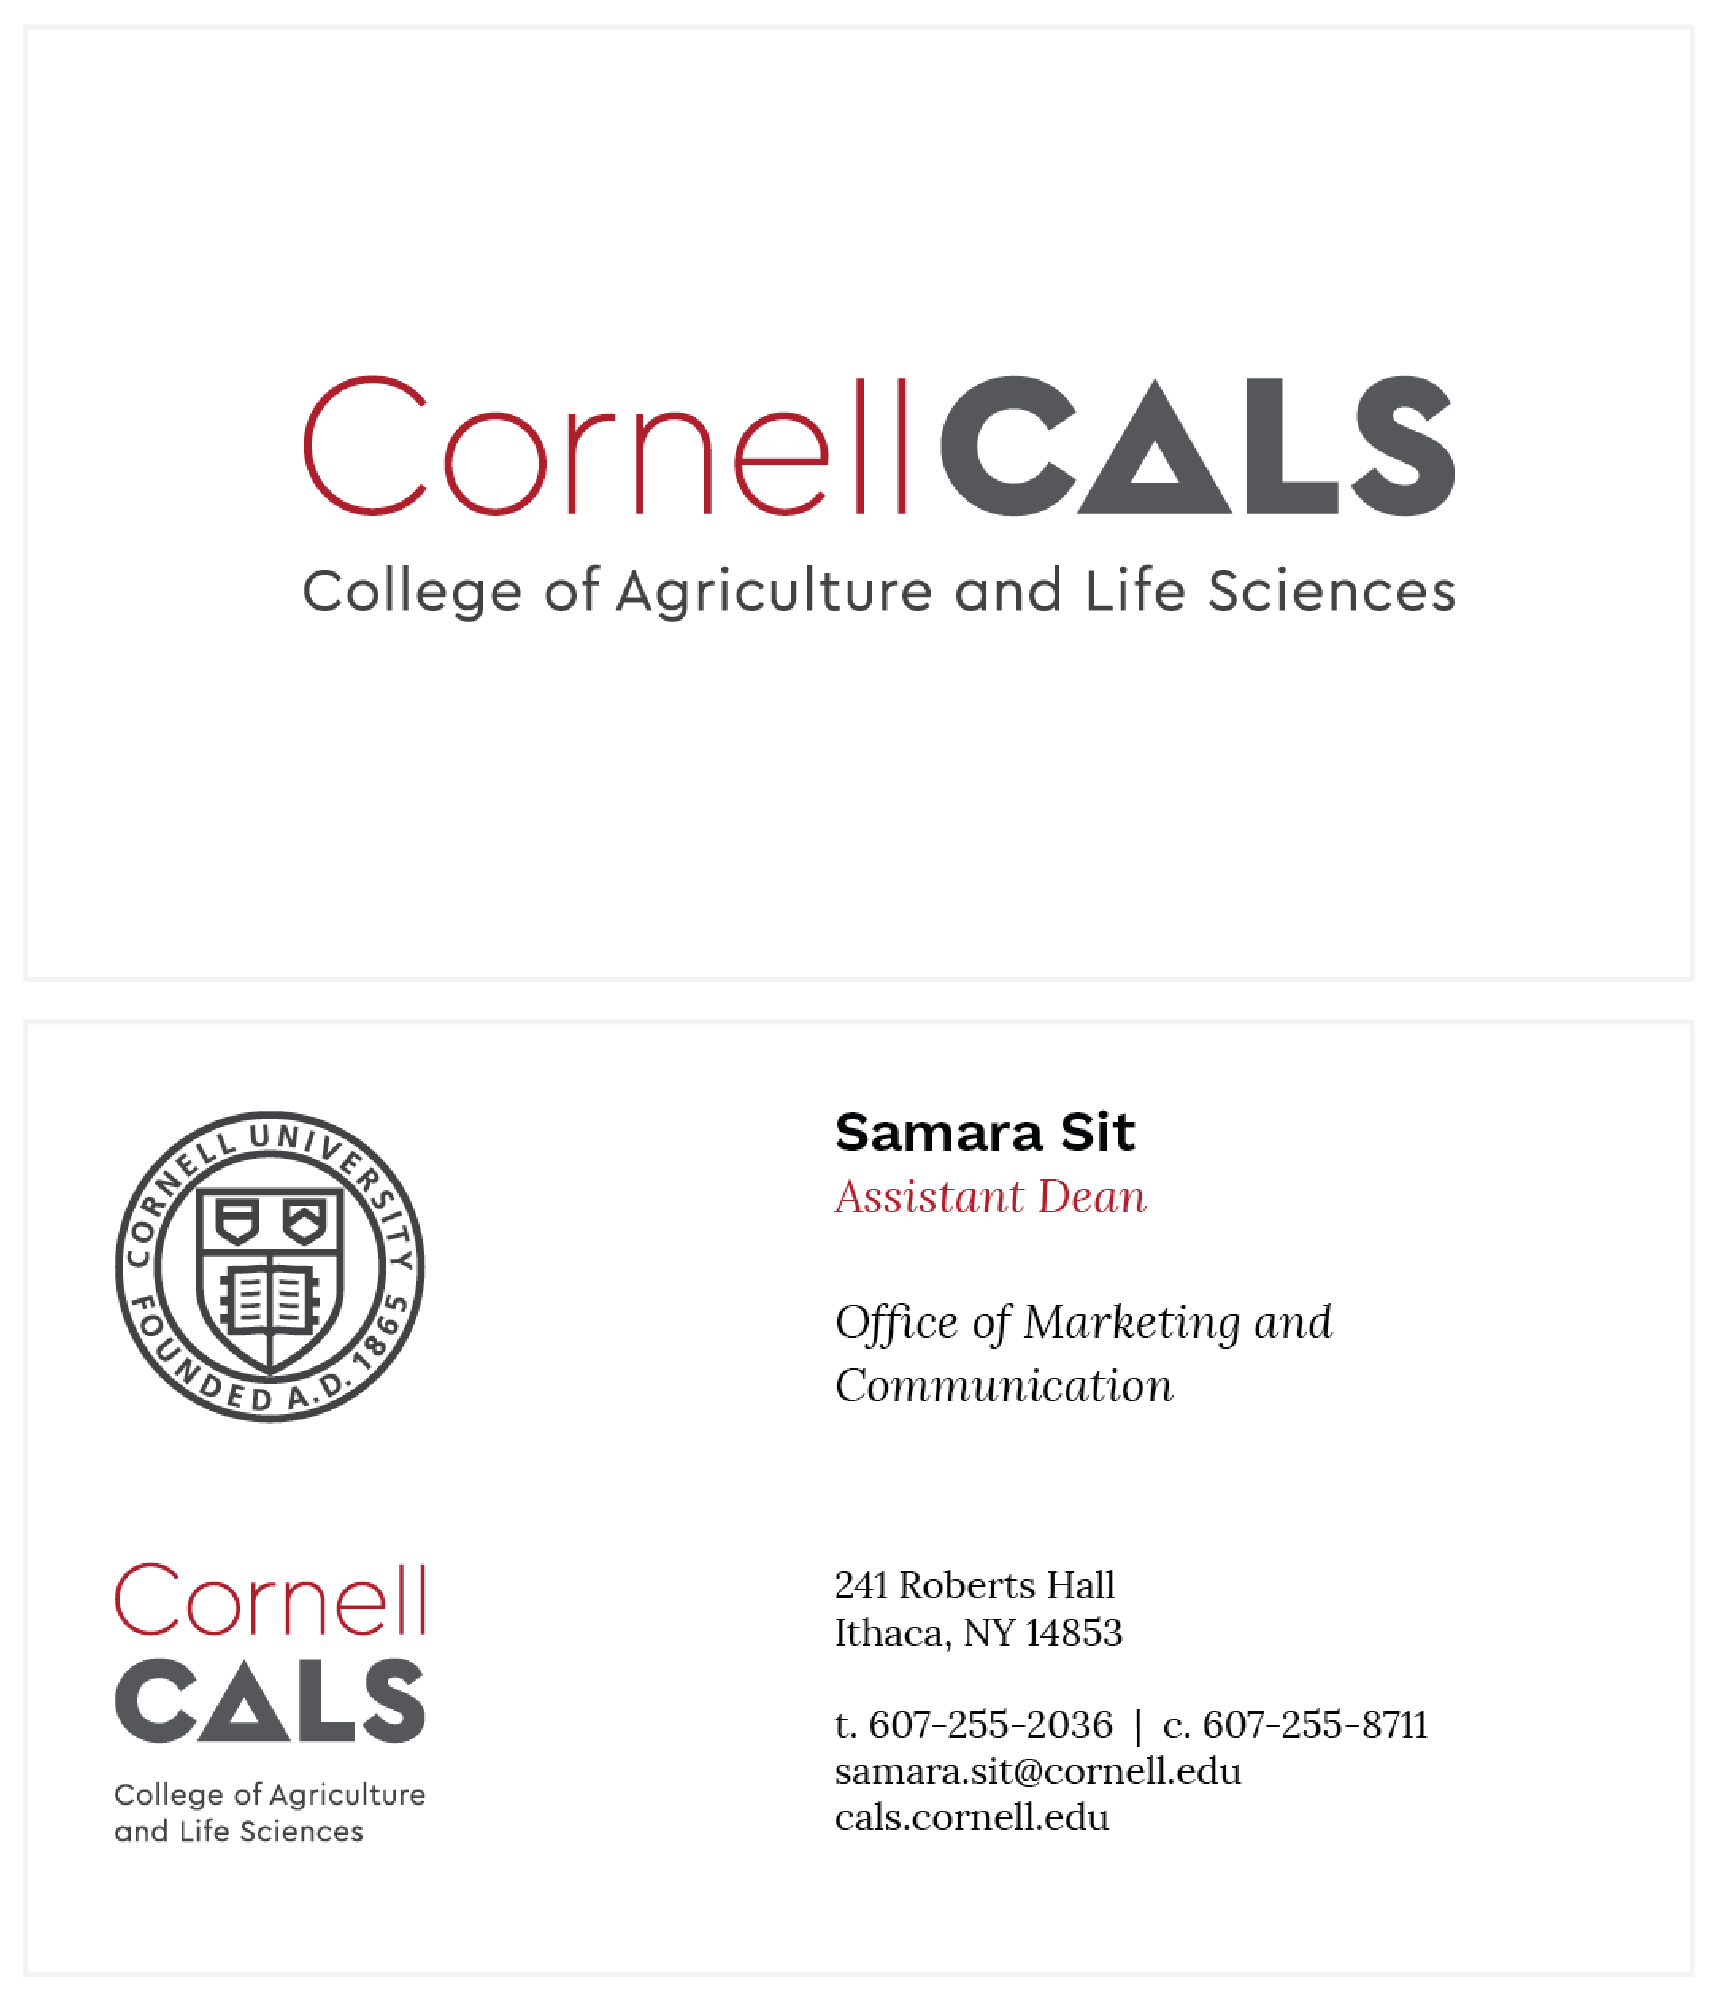 CornellCALS
College of Agriculture and Life Sciences
CORNELL UNIVERSITY
FOUNDED A.D. 1865
Samara Sit
Assistant Dean
Office of Marketing and
Communication
Cornell
CALS
College of Agriculture
and Life Sciences
241 Roberts Hall
Ithaca, NY 14853
t. 607-255-2036 | c. 607-255-8711
samara.sit@cornell.edu
cals.cornell.edu